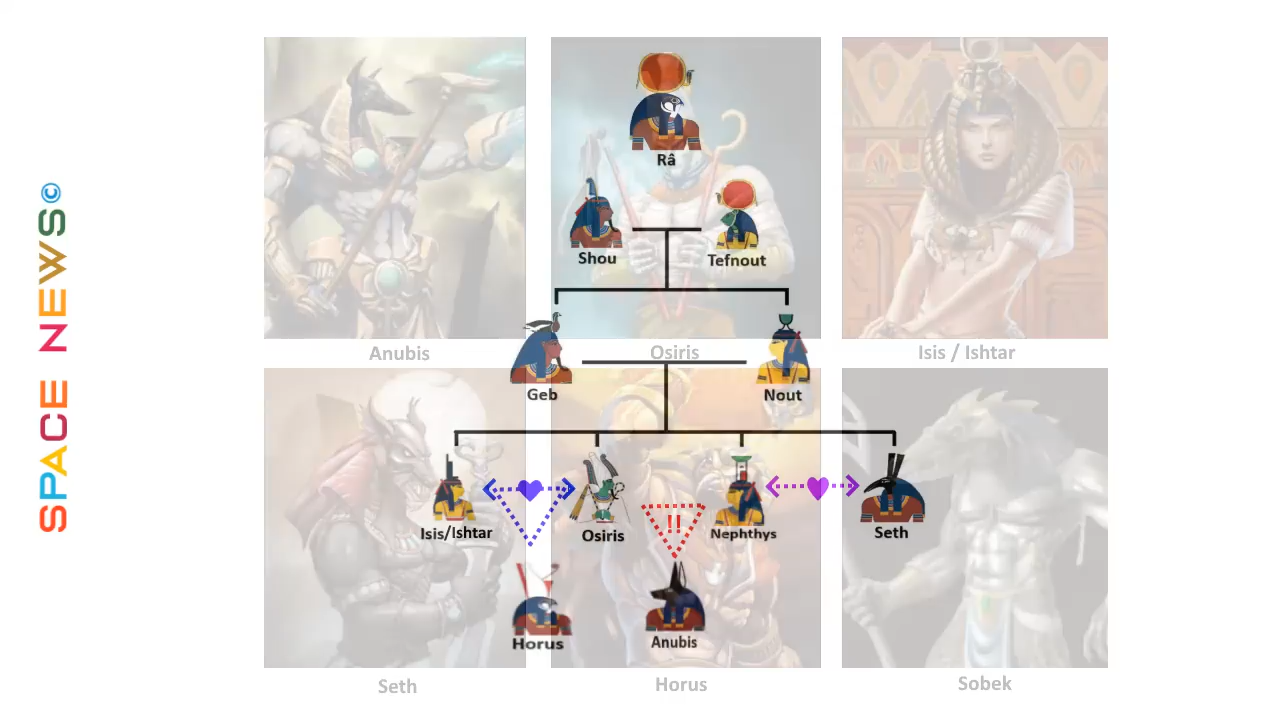 SPACE NEWS©
Râ
Shou
Tefnout
Anubis
Osiris
Isis / Ishtar
Geb
Nout
Isis/Ishtar
Osiris
!!
Nephthys
Seth
Horus
Anubis
Seth
Horus
Sobek